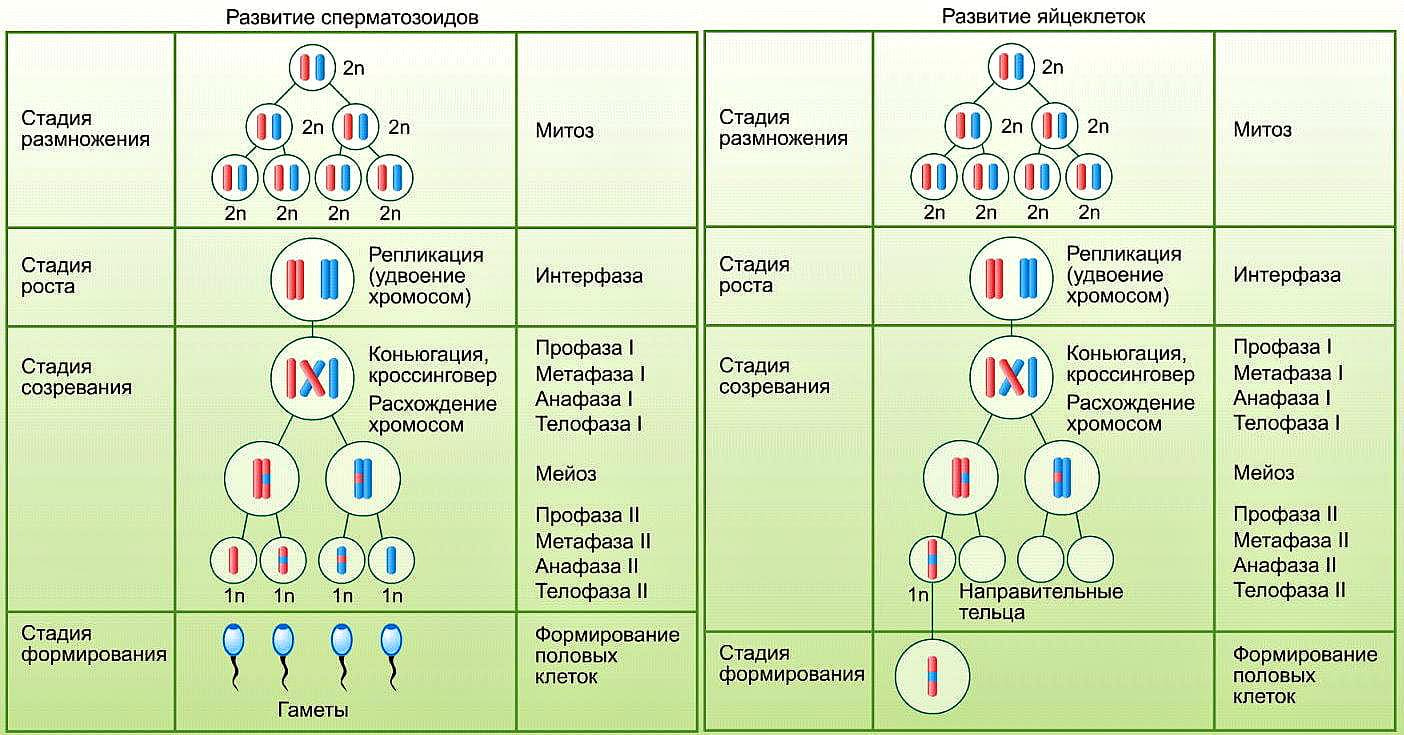 Развитие сперматозоидов
Стадия
размножения
2n
2n
2n
2n
2n
2n
2n
Митоз
Стадия
роста
Репликация
(удвоение
хромосом)
Интерфаза
Стадия
созревания
Коньюгация,
кроссинговер
Расхождение
хромосом
1n
1n
1n
1n
Профаза I
Метафаза I
Анафаза I
Телофаза I
Мейоз
Профаза II
Метафаза II
Анафаза II
Телофаза II
Стадия
формирования
Гаметы
Формирование
половых
клеток
Развитие яйцеклеток
Стадия
размножения
2n
2n
2n
2n
2n
2n
2n
Митоз
Стадия
роста
Репликация
(удвоение
хромосом)
Интерфаза
Стадия
созревания
Коньюгация,
кроссинговер
Расхождение
хромосом
1n
Направительные
тельца
Профаза I
Метафаза I
Анафаза I
Телофаза I
Мейоз
Профаза II
Метафаза II
Анафаза II
Телофаза II
Стадия
формирования
Формирование
половых
клеток